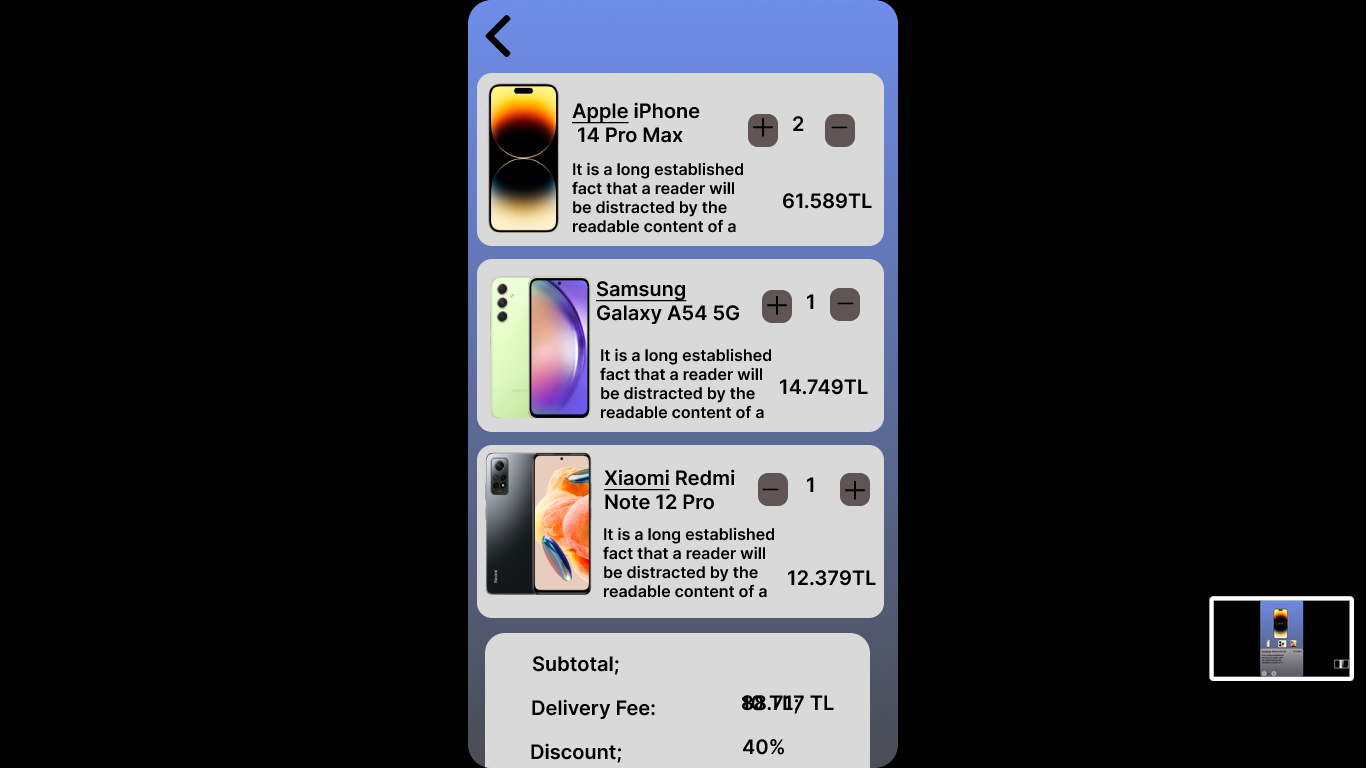 Apple iPhone
14 Pro Max
2
It is a long established
fact that a reader will
be distracted by the
readable content of a
61.589TL
Samsung
Galaxy A54 5G
1
It is a long established
fact that a reader will
be distracted by the
readable content of a
14.749TL
Xiaomi Redmi
Note 12 Pro
1
It is a long established
fact that a reader will
be distracted by the
readable content of a
12.379TL
Subtotal;
Delivery Fee:
TL
Discount;
40%